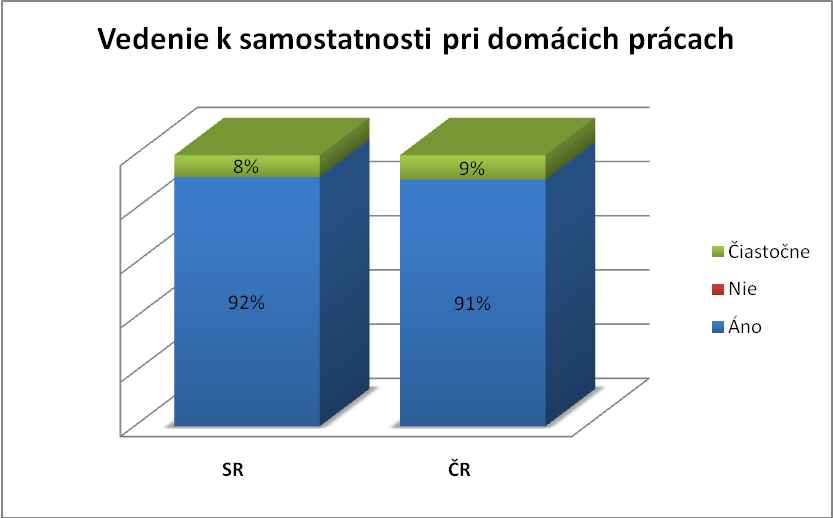 Vedenie k samostatnosti pri domácich prácach
8%
9%
92%
91%
Čiastočne
Nie
Áno
SR
ČR